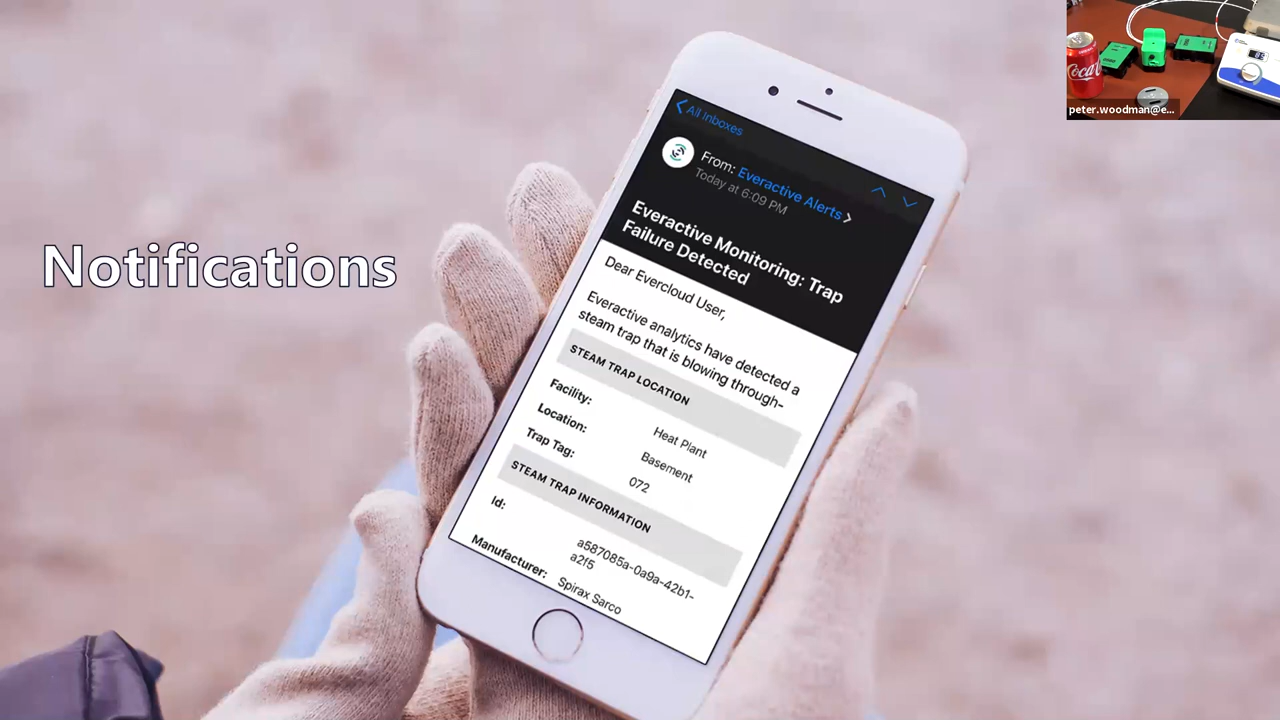 Notifications
All Inboxes
From: Everactive Alerts
Today at 6:09 PM
Everactive Monitoring: Trap
Failure Detected
Dear Evercloud User,
Everactive analytics have detected a
steam trap that is blowing through-
STEAM TRAP LOCATION
Facility: Heat Plant
Location: Basement
Trap Tag: 072
STEAM TRAP INFORMATION
Id: a587085a-0a9a-42b1-
a2f5
Manufacturer: Spirax Sarco
Coca
peter.woodman@e...